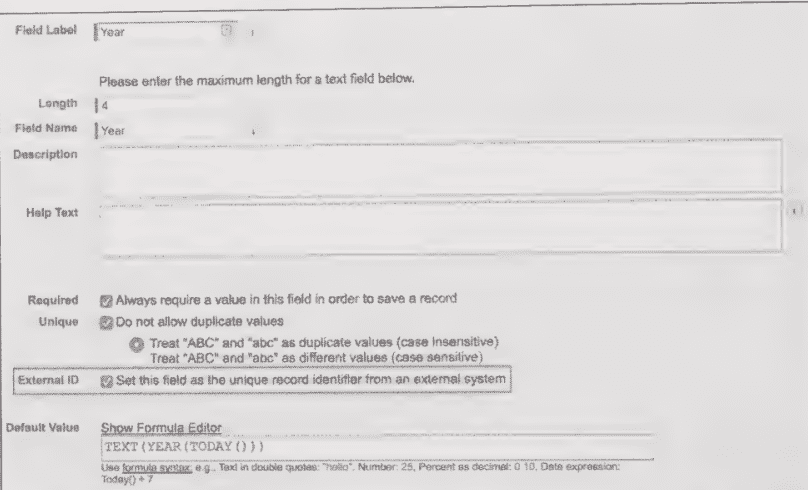 Field Label Year
Please enter the maximum length for a text field below.
Length 4
Field Name Year
Description
Help Text
Required Always require a value in this field in order to save a record
Unique Do not allow duplicate values
Treat "ABC" and "abc" as duplicate values (case insensitive)
Treat "ABC" and "abc" as different values (case sensitive)
External ID Set this field as the unique record identifier from an external system
Default Value Show Formula Editor
TEXT(YEAR(TODAY()))
Use formula syntax: e.g., Text in double quotes: "hello", Number: 25, Percent as decimal: 0.10, Date expression:
Today() + 7